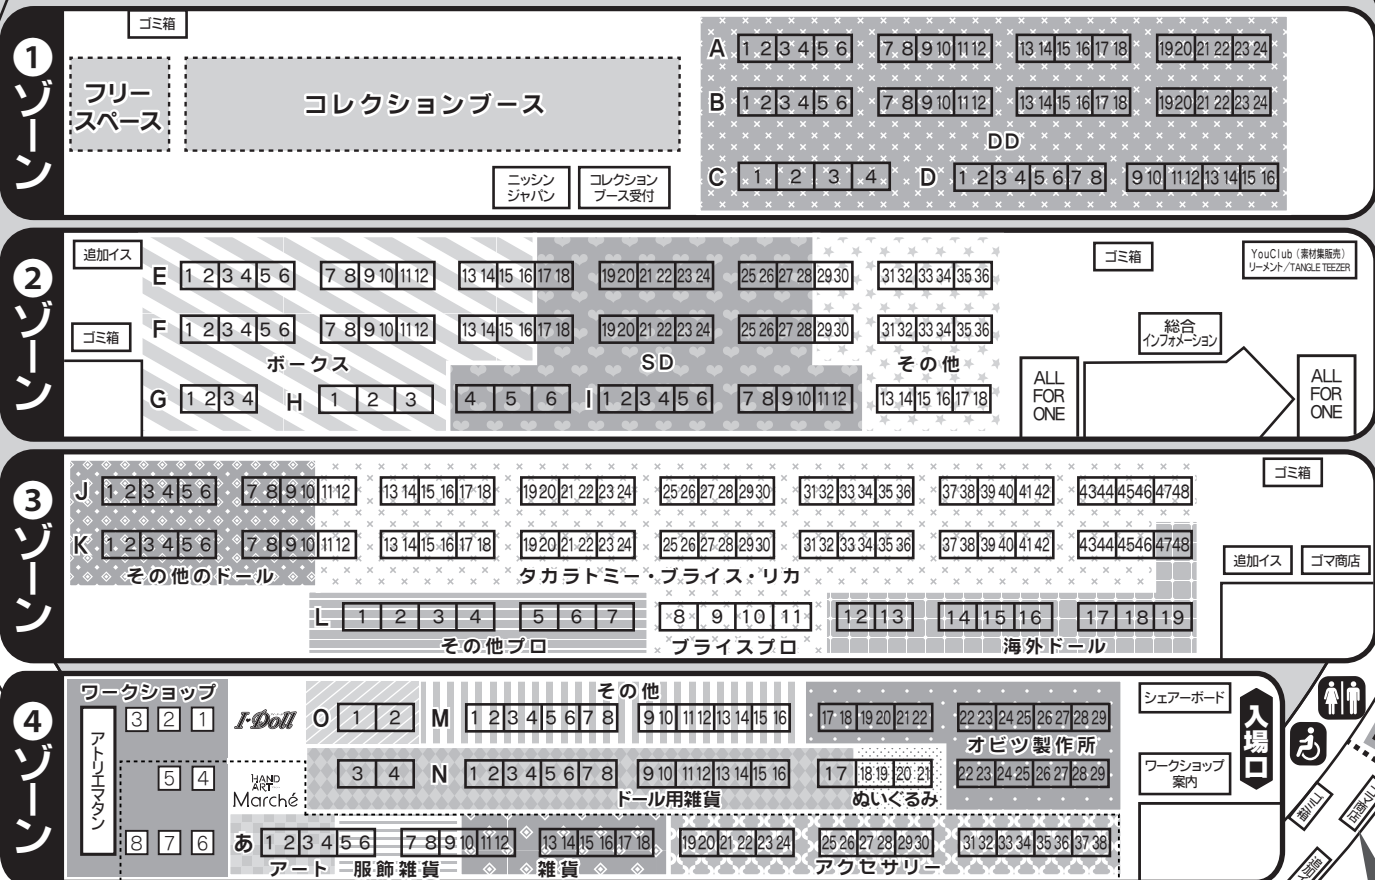 ❶ゾーン
ゴミ箱
フリー
スペース
コレクションブース
ニッシン
ジャパン
コレクション
ブース受付
A 1 2 3 4 5 6 7 8 9 10 11 12 13 14 15 16 17 18 19 20 21 22 23 24
B 1 2 3 4 5 6 7 8 9 10 11 12 13 14 15 16 17 18 19 20 21 22 23 24
DD
C 1 2 3 4 D 1 2 3 4 5 6 7 8 9 10 11 12 13 14 15 16
❷ゾーン
追加イス
ゴミ箱
E 1 2 3 4 5 6 7 8 9 10 11 12 13 14 15 16 17 18 19 20 21 22 23 24 25 26 27 28 29 30 31 32 33 34 35 36
F 1 2 3 4 5 6 7 8 9 10 11 12 13 14 15 16 17 18 19 20 21 22 23 24 25 26 27 28 29 30 31 32 33 34 35 36
ボークス
SD
その他
G 1 2 3 4 H 1 2 3 4 5 6 I 1 2 3 4 5 6 7 8 9 10 11 12 13 14 15 16 17 18
ゴミ箱
YouClub（素材集販売）
リーメント/TANGLE TEEZER
総合
インフォメーション
ALL
FOR
ONE
ALL
FOR
ONE
❸ゾーン
J 1 2 3 4 5 6 7 8 9 10 11 12 13 14 15 16 17 18 19 20 21 22 23 24 25 26 27 28 29 30 31 32 33 34 35 36 37 38 39 40 41 42 43 44 45 46 47 48
K 1 2 3 4 5 6 7 8 9 10 11 12 13 14 15 16 17 18 19 20 21 22 23 24 25 26 27 28 29 30 31 32 33 34 35 36 37 38 39 40 41 42 43 44 45 46 47 48
その他のドール
タカラトミー・ブライス・リカ
L 1 2 3 4 5 6 7 8 9 10 11 12 13 14 15 16 17 18 19
その他プロ
ブライスプロ
海外ドール
ゴミ箱
追加イス
ゴマ商店
❹ゾーン
ワークショップ
アトリエマタン
3 2 1
5 4
8 7 6
I・Doll
HAND
ART
Marché
その他
O 1 2 M 1 2 3 4 5 6 7 8 9 10 11 12 13 14 15 16 17 18 19 20 21 22 22 23 24 25 26 27 28 29
オビツ製作所
3 4 N 1 2 3 4 5 6 7 8 9 10 11 12 13 14 15 16 17 18 19 20 21 22 23 24 25 26 27 28 29
ドール用雑貨
ぬいぐるみ
あ 1 2 3 4 5 6 7 8 9 10 11 12 13 14 15 16 17 18 19 20 21 22 23 24 25 26 27 28 29 30 31 32 33 34 35 36 37 38
アート
服飾雑貨
雑貨
アクセサリー
シェアーボード
ワークショップ
案内
入場口
ゴミ箱